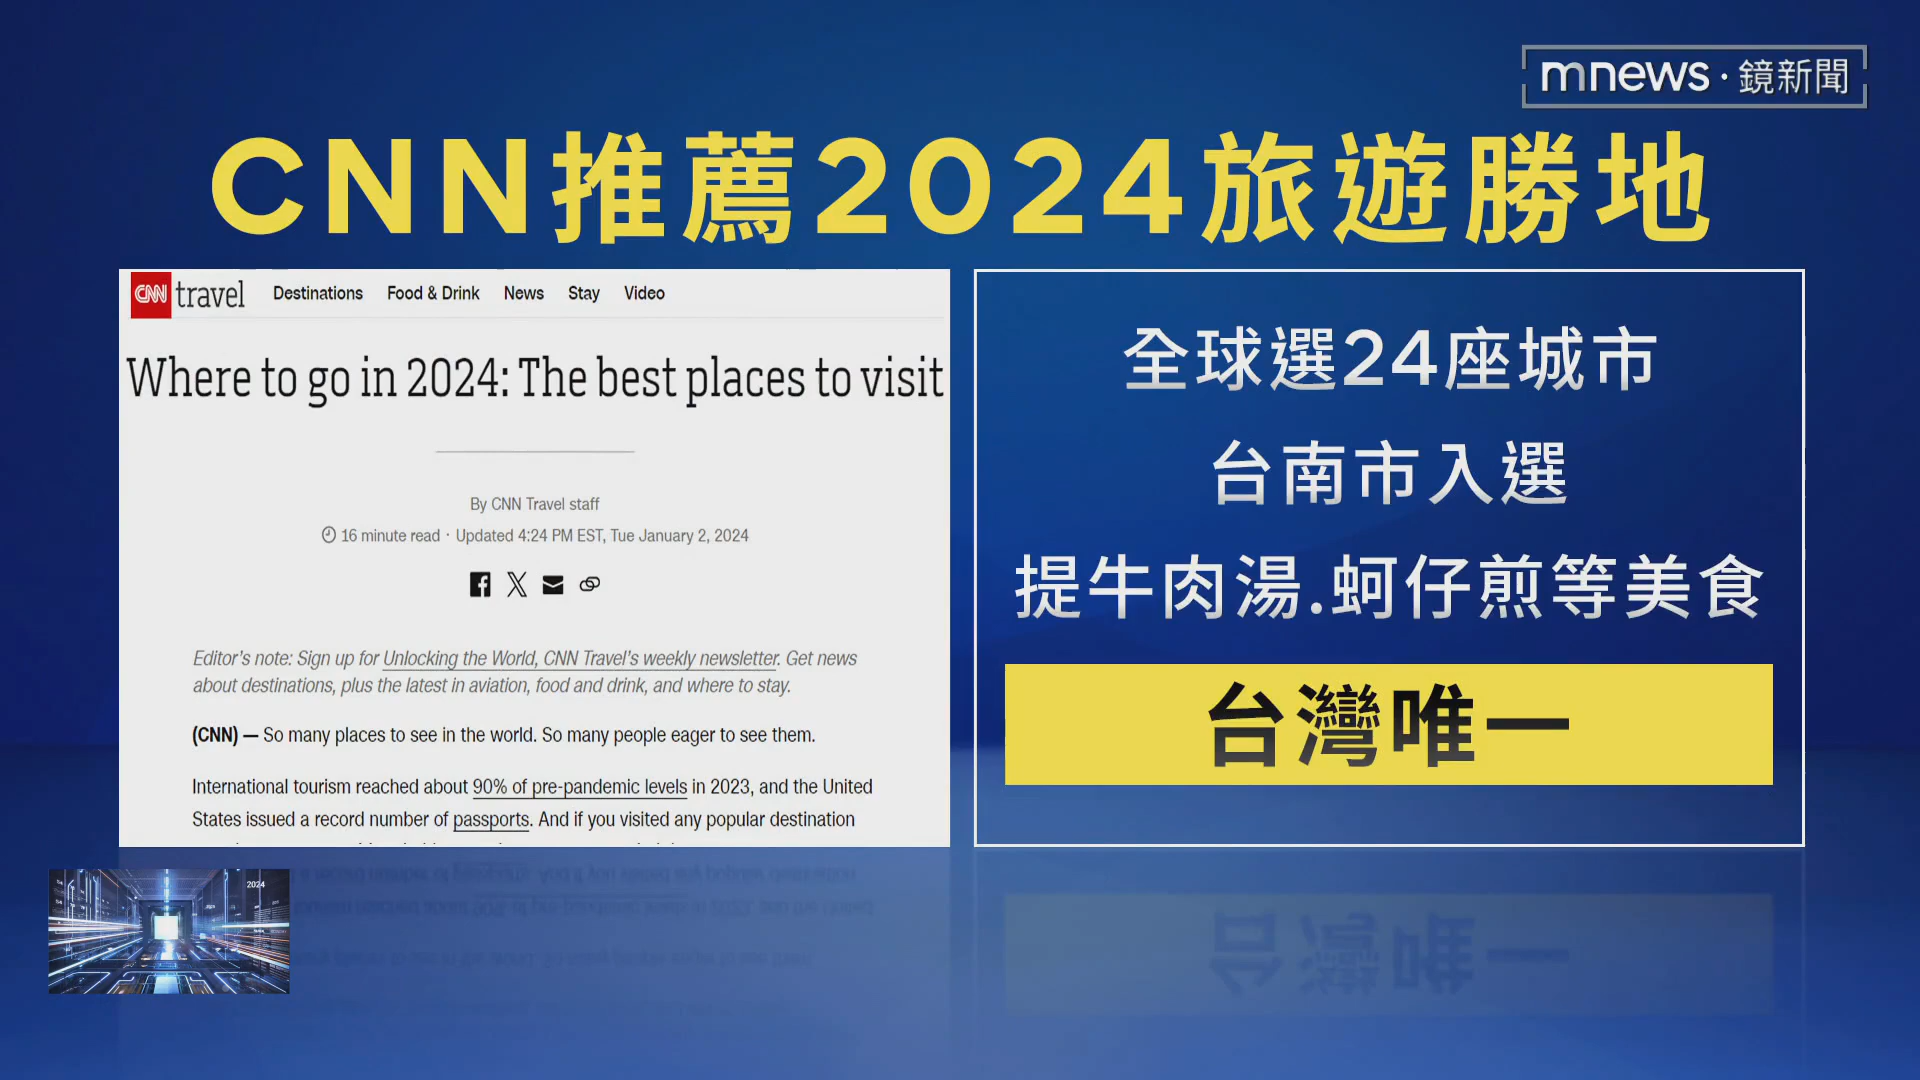 mnews·鏡新聞
CNN推薦2024旅遊勝地
CNN travel Destinations Food & Drink News Stay Video
Where to go in 2024: The best places to visit
By CNN Travel staff
16 minute read · Updated 4:24 PM EST, Tue January 2, 2024
Editor's note: Sign up for Unlocking the World, CNN Travel's weekly newsletter. Get news
about destinations, plus the latest in aviation, food and drink, and where to stay.
(CNN) — So many places to see in the world. So many people eager to see them.
International tourism reached about 90% of pre-pandemic levels in 2023, and the United
States issued a record number of passports. And if you visited any popular destination
全球選24座城市
台南市入選
提牛肉湯.蚵仔煎等美食
台灣唯一
2024